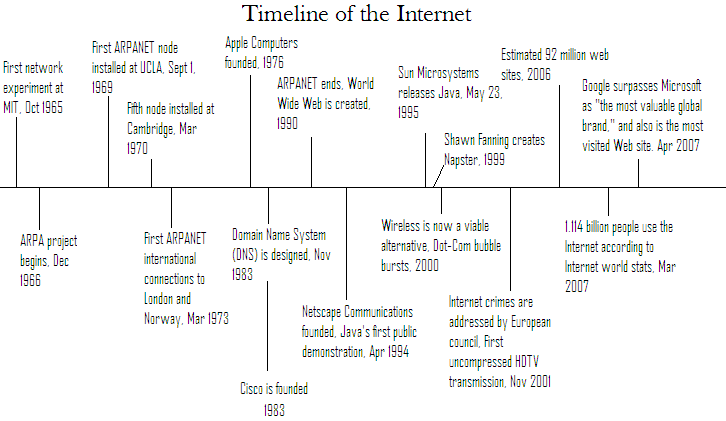 Timeline of the Internet
First network
experiment at
MIT, Oct 1965
First ARPANET node
installed at UCLA, Sept 1,
1969
Fifth node installed at
Cambridge, Mar
1970
Apple Computers
founded, 1976
ARPANET ends, World
Wide Web is created,
1990
Sun Microsystems
releases Java, May 23,
1995
Shawn Fanning creates
Napster, 1999
Estimated 92 million web
sites, 2006
Google surpasses Microsoft
as "the most valuable global
brand," and also is the most
visited Web site. Apr 2007
ARPA project
begins, Dec
1966
First ARPANET
international
connections to
London and
Norway, Mar 1973
Domain Name System
(DNS) is designed, Nov
1983
Cisco is founded
1983
Netscape Communications
founded, Java's first public
demonstration, Apr 1994
Wireless is now a viable
alternative, Dot-Com bubble
bursts, 2000
Internet crimes are
addressed by European
council, First
uncompressed HDTV
transmission, Nov 2001
1.114 billion people use the
Internet according to
Internet world stats, Mar
2007